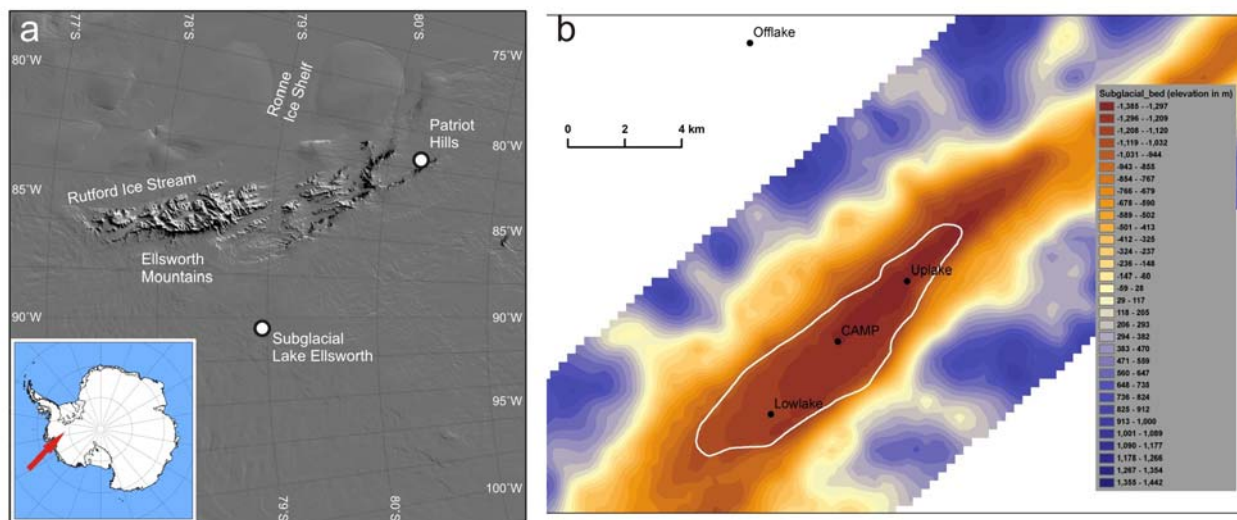 a
77°S
78°S
79°S
80°S
80°W
75°W
Ronne
Ice Shelf
Patriot
Hills
80°W
Rutford Ice Stream
85°W
85°W
Ellsworth
Mountains
90°W
90°W
Subglacial
Lake Ellsworth
95°W
100°W
79°S
80°S
b
Offlake
0 2 4 km
Uplake
CAMP
Lowlake
Subglacial_bed (elevation in m)
-1,385 - -1,297
-1,296 - -1,209
-1,208 - -1,120
-1,119 - -1,032
-1,031 - -944
-943 - -855
-854 - -767
-766 - -679
-678 - -590
-589 - -502
-501 - -413
-412 - -325
-324 - -237
-236 - -148
-147 - -60
-59 - 28
29 - 117
118 - 205
206 - 293
294 - 382
383 - 470
471 - 559
560 - 647
648 - 735
736 - 824
825 - 912
913 - 1,000
1,001 - 1,089
1,090 - 1,177
1,178 - 1,266
1,267 - 1,354
1,355 - 1,442